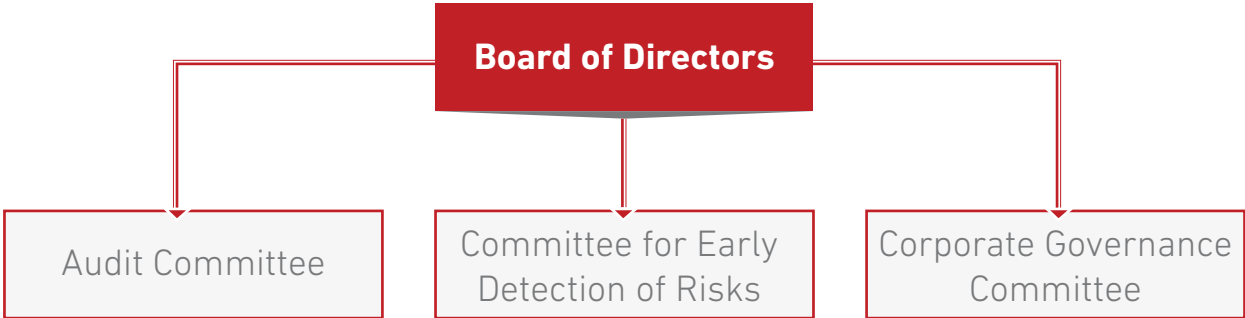 Board of Directors
Audit Committee
Committee for Early
Detection of Risks
Corporate Governance
Committee